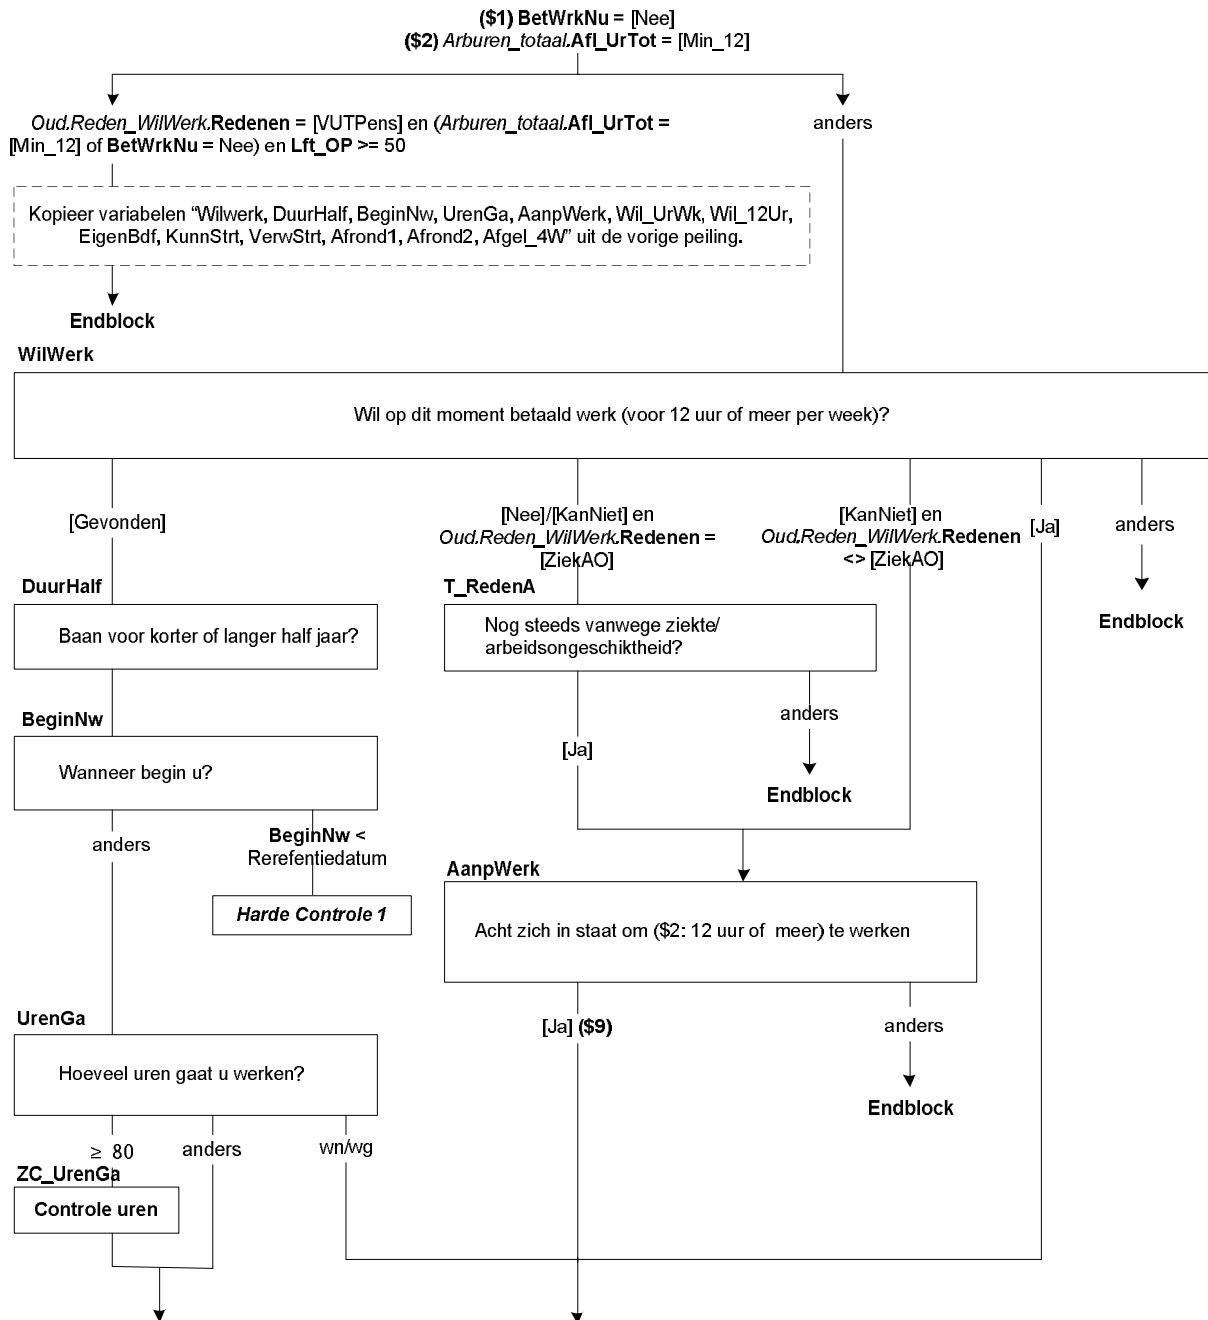 ($1) BetWrkNu = [Nee]
($2) Arburen_totaal.Afl_UrTot = [Min_12]
Oud.Reden_WilWerk.Redenen = [VUTPens] en (Arburen_totaal.Afl_UrTot =
[Min_12] of BetWrkNu = Nee) en Lft_OP >= 50
anders
Kopieer variabelen “Wilwerk, DuurHalf, BeginNw, UrenGa, AanpWerk, Wil_UrWk, Wil_12Ur,
EigenBdf, KunnStrt, VerwStrt, Afrond1, Afrond2, Afgel_4W” uit de vorige peiling.
Endblock
WilWerk
Wil op dit moment betaald werk (voor 12 uur of meer per week)?
[Gevonden]
[Nee]/[KanNiet] en
Oud.Reden_WilWerk.Redenen =
[ZiekAO]
[KanNiet] en
Oud.Reden_WilWerk.Redenen
<> [ZiekAO]
[Ja]
anders
Endblock
DuurHalf
Baan voor korter of langer half jaar?
T_RedenA
Nog steeds vanwege ziekte/
arbeidsongeschiktheid?
BeginNw
Wanneer begin u?
[Ja]
anders
Endblock
anders
BeginNw <
Rerefentiedatum
Harde Controle 1
AanpWerk
Acht zich in staat om ($2: 12 uur of meer) te werken
[Ja] ($9)
anders
Endblock
UrenGa
Hoeveel uren gaat u werken?
≥ 80
anders
wn/wg
ZC_UrenGa
Controle uren